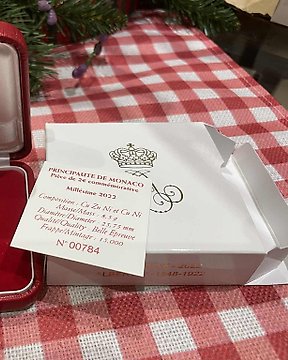 PRINCIPAUTE DE MONACO
Pièce de 2€ commémorative
Millésime 2022
Composition : Cu Zn Ni et Cu Ni
Masse/Mass : 8.5 g
Diamètre/Diameter : 25.75 mm
Qualité/Quality : Belle Épreuve
Frappe/Mintage : 15.000
N° 00784